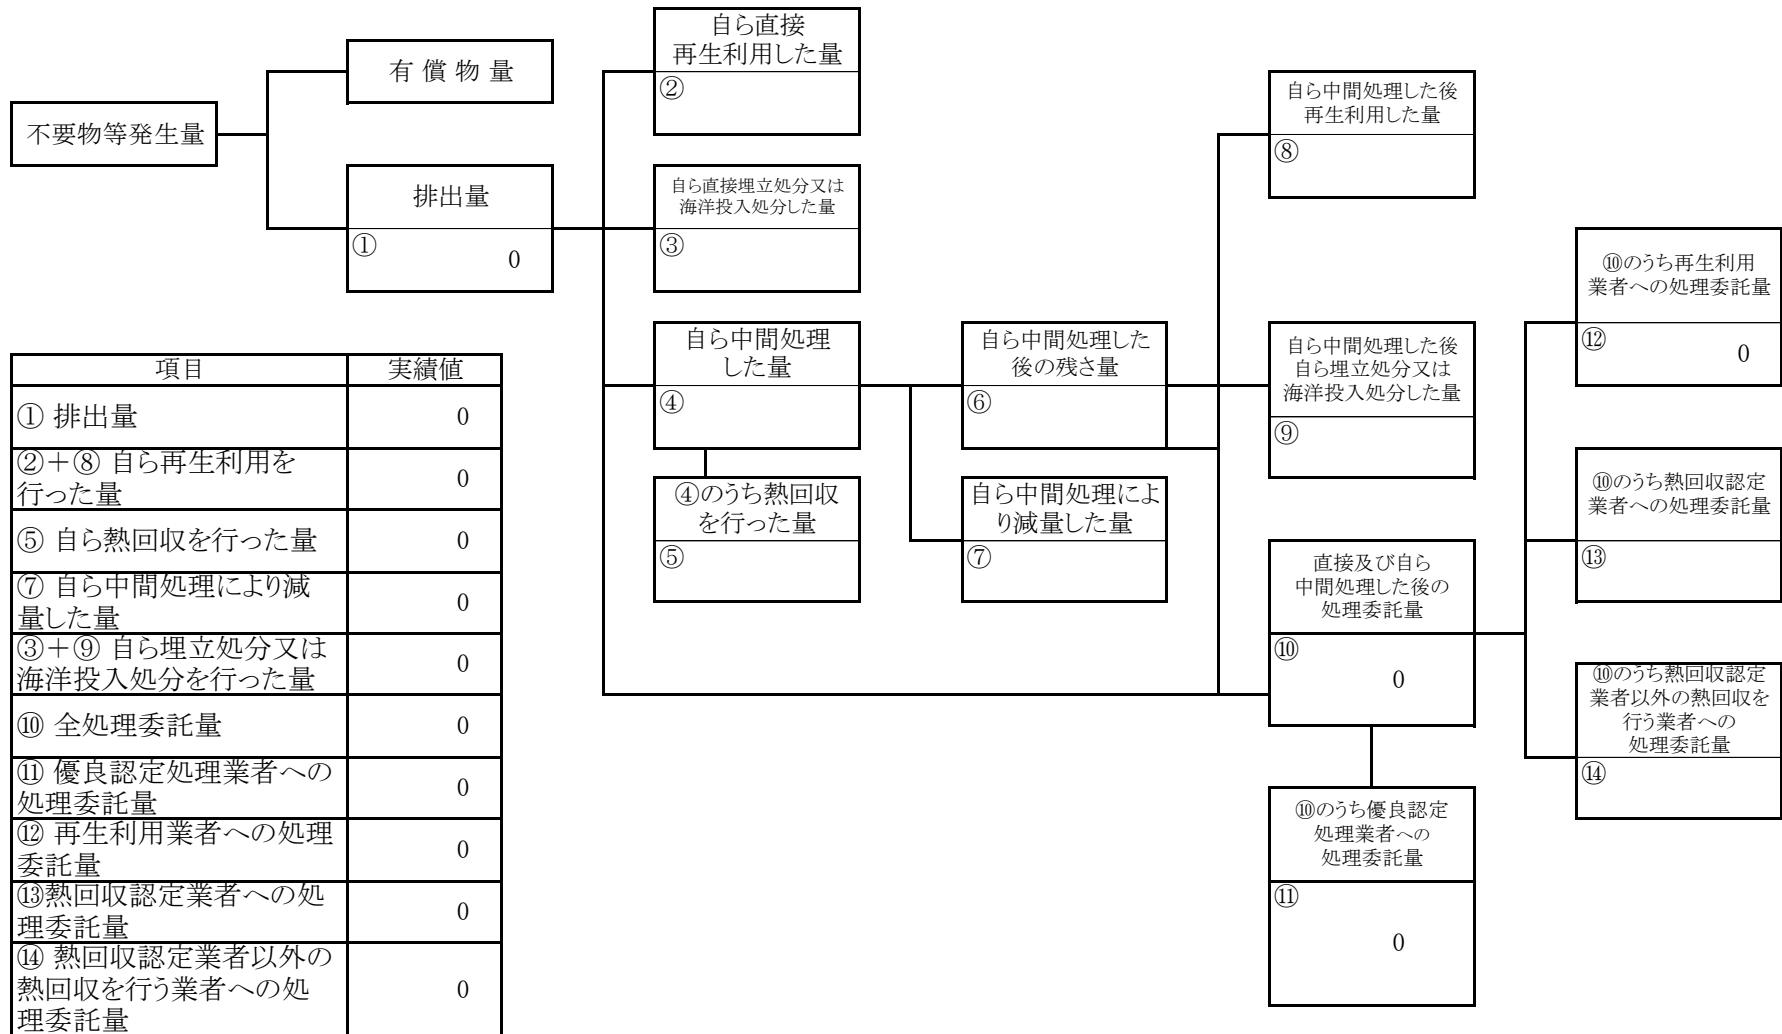 不要物等発生量
有償物量
排出量
①
0
自ら直接
再生利用した量
②
自ら直接埋立処分又は
海洋投入処分した量
③
自ら中間処理
した量
④
④のうち熱回収
を行った量
⑤
自ら中間処理した
後の残さ量
⑥
自ら中間処理によ
り減量した量
⑦
自ら中間処理した後
再生利用した量
⑧
自ら中間処理した後
自ら埋立処分又は
海洋投入処分した量
⑨
直接及び自ら
中間処理した後の
処理委託量
⑩
0
⑩のうち優良認定
処理業者への
処理委託量
⑪
0
⑩のうち再生利用
業者への処理委託量
⑫
0
⑩のうち熱回収認定
業者への処理委託量
⑬
⑩のうち熱回収認定
業者以外の熱回収を
行う業者への
処理委託量
⑭
項目 実績値
① 排出量 0
②+⑧ 自ら再生利用を
行った量 0
⑤ 自ら熱回収を行った量 0
⑦ 自ら中間処理により減
量した量 0
③+⑨ 自ら埋立処分又は
海洋投入処分を行った量 0
⑩ 全処理委託量 0
⑪ 優良認定処理業者への
処理委託量 0
⑫ 再生利用業者への処理
委託量 0
⑬熱回収認定業者への処
理委託量 0
⑭ 熱回収認定業者以外の
熱回収を行う業者への処 0
理委託量